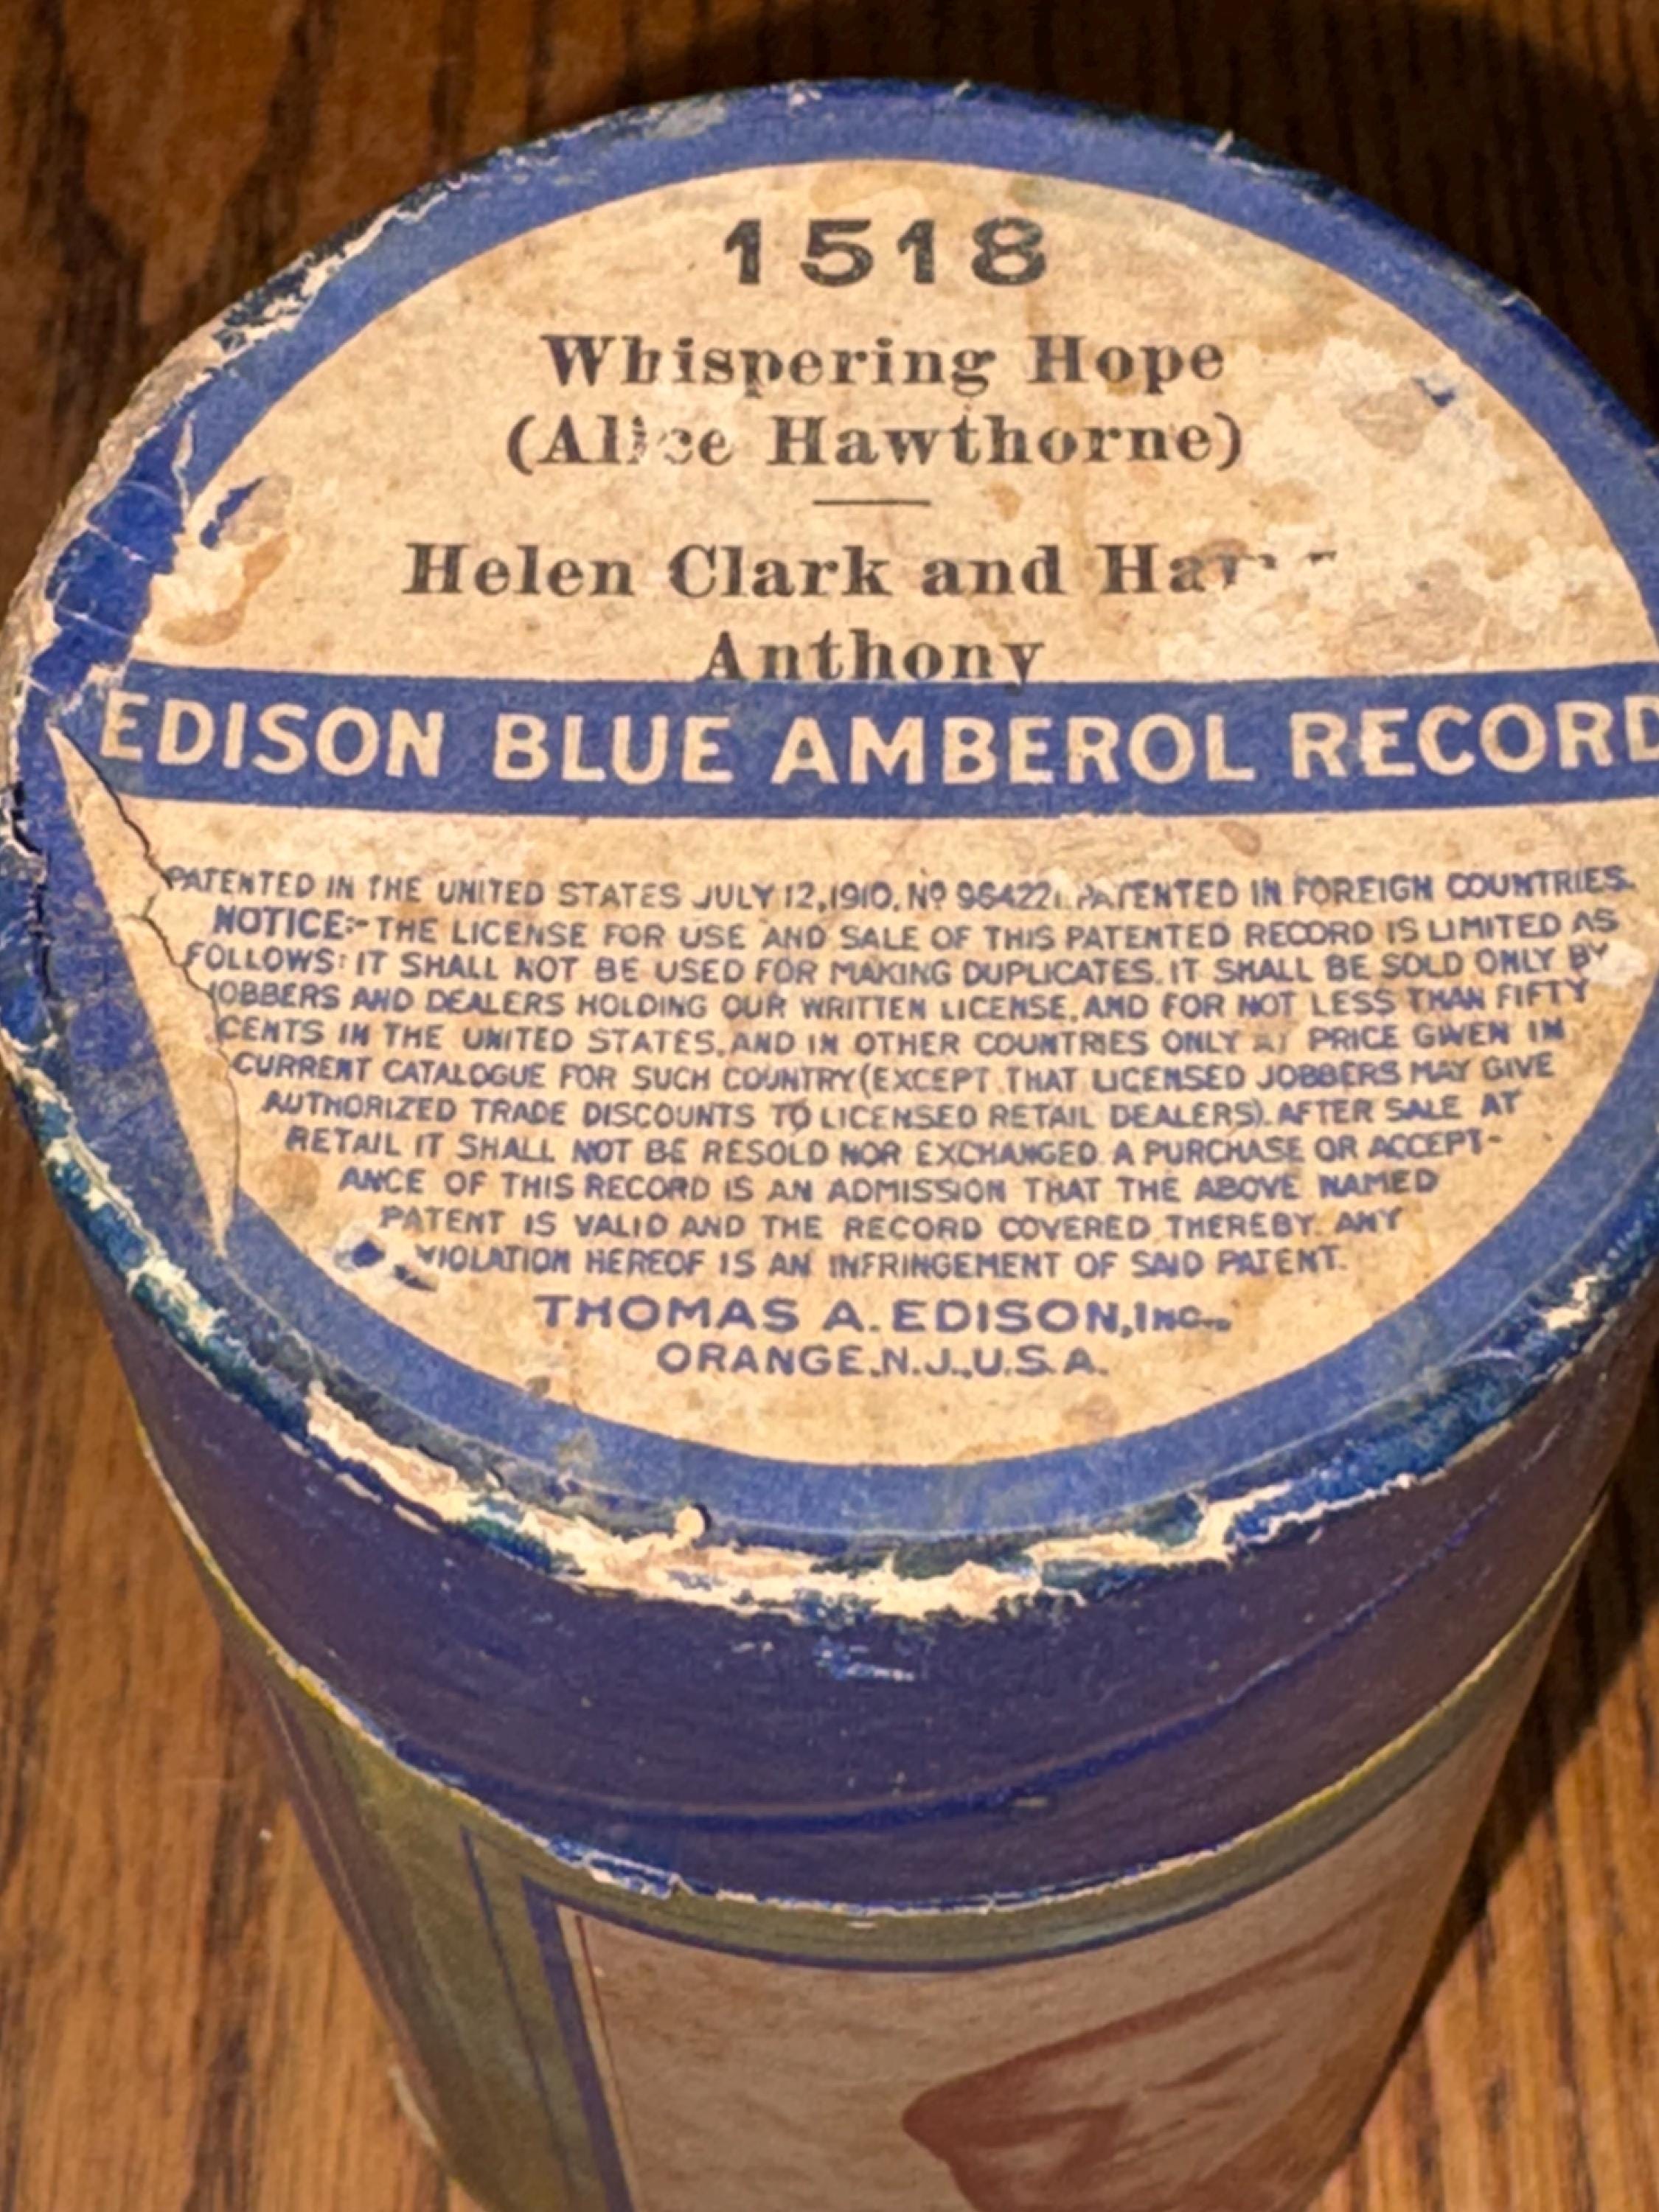 1518
Whispering Hope
(Alice Hawthorne)
Helen Clark and
Anthony
EDISON BLUE AMBEROL RECORD
PATENTED IN THE UNITED STATES JULY 12,1910. Nº 964221. PATENTED IN FOREIGN COUNTRIES.
NOTICE:- THE LICENSE FOR USE AND SALE OF THIS PATENTED RECORD IS LIMITED AS
FOLLOWS: IT SHALL NOT BE USED FOR MAKING DUPLICATES. IT SHALL BE SOLD ONLY BY
JOBBERS AND DEALERS HOLDING OUR WRITTEN LICENSE, AND FOR NOT LESS THAN FIFTY
CENTS IN THE UNITED STATES, AND IN OTHER COUNTRIES ONLY AT PRICE GIVEN IN
CURRENT CATALOGUE FOR SUCH COUNTRY (EXCEPT THAT LICENSED JOBBERS MAY GIVE
AUTHORIZED TRADE DISCOUNTS TO LICENSED RETAIL DEALERS). AFTER SALE AT
RETAIL IT SHALL NOT BE RESOLD NOR EXCHANGED. A PURCHASE OR ACCEPT-
ANCE OF THIS RECORD IS AN ADMISSION THAT THE ABOVE NAMED
PATENT IS VALID AND THE RECORD COVERED THEREBY. ANY
VIOLATION HEREOF IS AN INFRINGEMENT OF SAID PATENT.
THOMAS A. EDISON, INC.,
ORANGE, N.J., U.S.A.